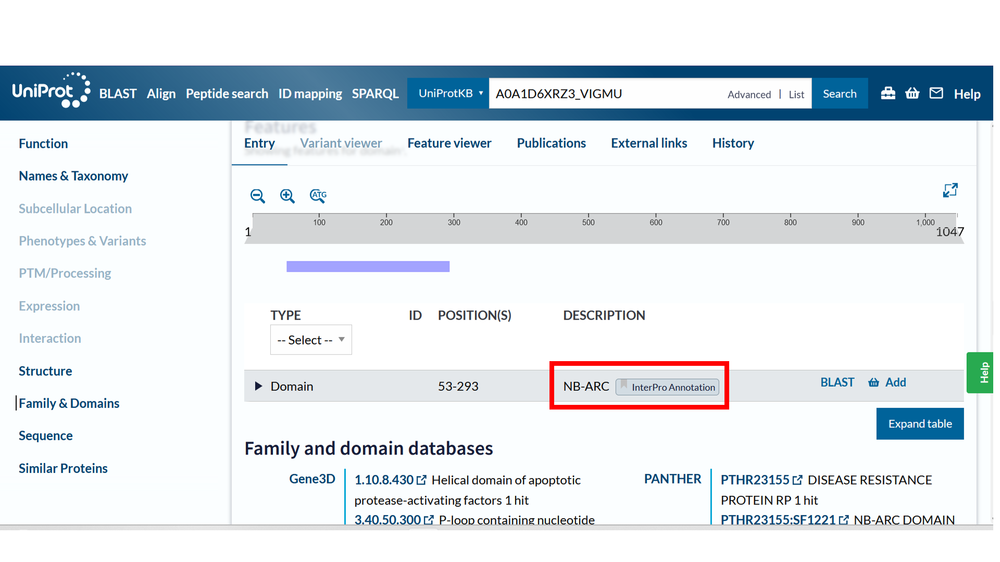 UniProt BLAST Align Peptide search ID mapping SPARQL UniProtKB A0A1D6XRZ3_VIGMU Advanced | List Search Help
Features
Entry Variant viewer Feature viewer Publications External links History
Showing features for domain
Function
Names & Taxonomy
Subcellular Location
Phenotypes & Variants
PTM/Processing
Expression
Interaction
Structure
Family & Domains
Sequence
Similar Proteins
ATG
100 200 300 400 500 600 700 800 900 1,000
1 1047
TYPE ID POSITION(S) DESCRIPTION
-- Select --
Domain 53-293 NB-ARC InterPro Annotation BLAST Add
Help
Expand table
Family and domain databases
Gene3D 1.10.8.430 Helical domain of apoptotic
protease-activating factors 1 hit
3.40.50.300 P-loop containing nucleotide
PANTHER PTHR23155 DISEASE RESISTANCE
PROTEIN RP 1 hit
PTHR23155:SF1221 NB-ARC DOMAIN